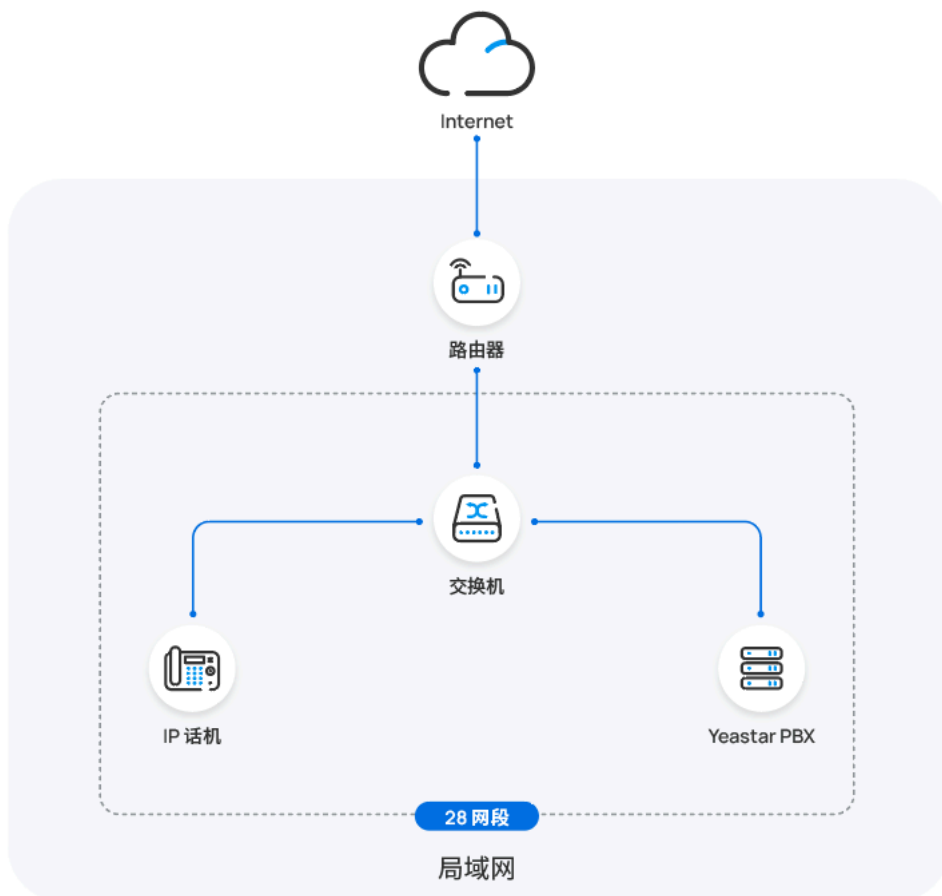 Internet
路由器
交换机
IP 话机
Yeastar PBX
28 网段
局域网